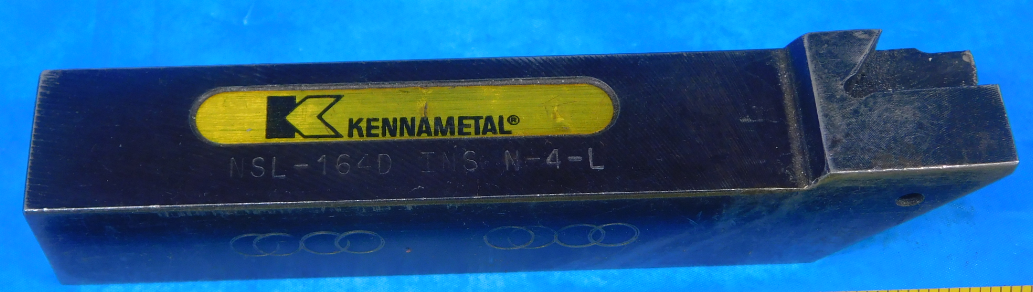 KENNAMETAL®
NSL-164D INS N-4-L